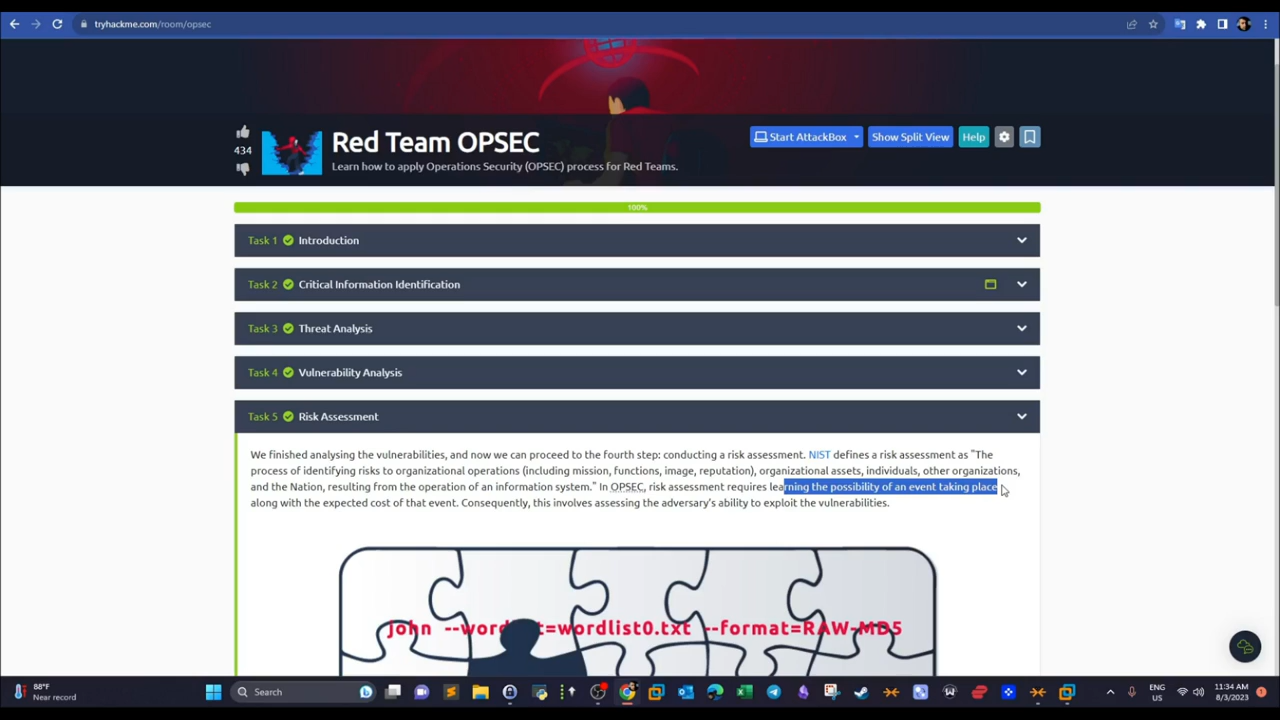 tryhackme.com/room/opsec
434
Red Team OPSEC
Learn how to apply Operations Security (OPSEC) process for Red Teams.
Start AttackBox
Show Split View
Help
100%
Task 1 Introduction
Task 2 Critical Information Identification
Task 3 Threat Analysis
Task 4 Vulnerability Analysis
Task 5 Risk Assessment
We finished analysing the vulnerabilities, and now we can proceed to the fourth step: conducting a risk assessment. NIST defines a risk assessment as "The
process of identifying risks to organizational operations (including mission, functions, image, reputation), organizational assets, individuals, other organizations,
and the Nation, resulting from the operation of an information system." In OPSEC, risk assessment requires learning the possibility of an event taking place
along with the expected cost of that event. Consequently, this involves assessing the adversary's ability to exploit the vulnerabilities.
john --wordl t=wordlist0.txt --format=RAW-MD5
88°F
Near record
Search
ENG
US
11:34 AM
8/3/2023
1